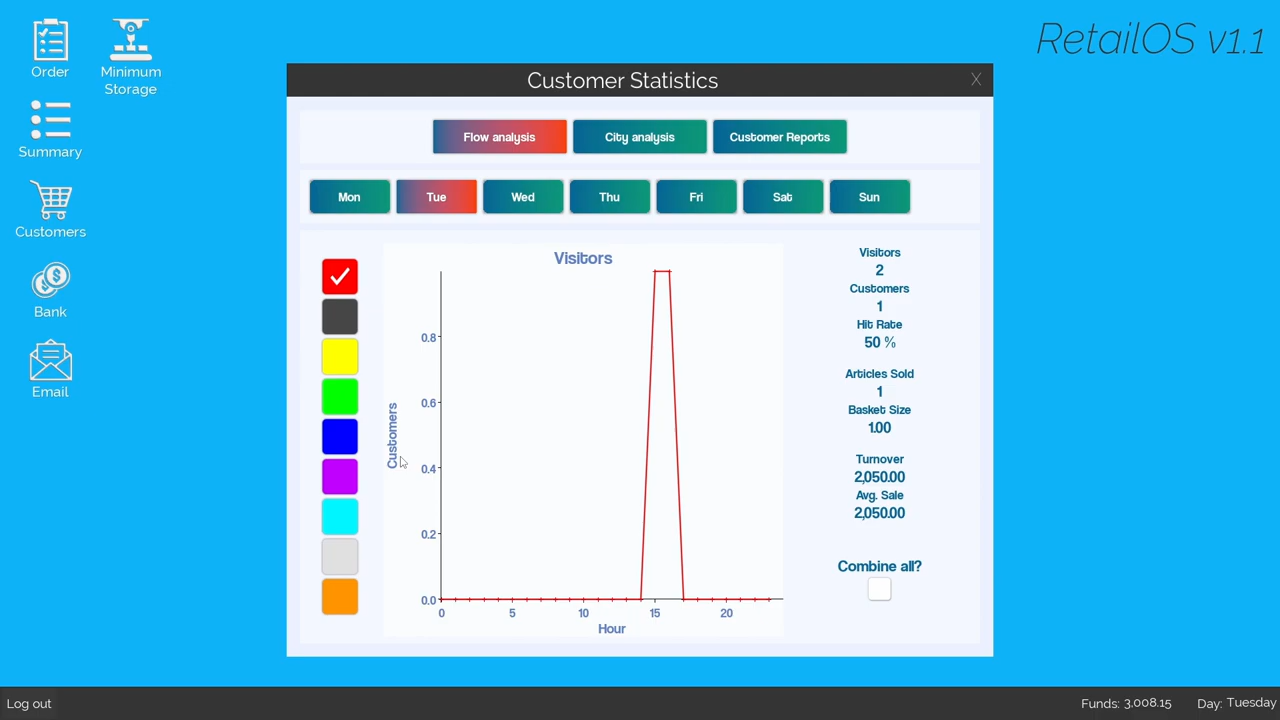 RetailOS v1.1
Order
Minimum
Storage
Summary
Customers
Bank
Email
Customer Statistics
X
Flow analysis
City analysis
Customer Reports
Mon
Tue
Wed
Thu
Fri
Sat
Sun
Visitors
Customers
0.8
0.6
0.4
0.2
0.0
0
5
10
15
20
Hour
Visitors
2
Customers
1
Hit Rate
50 %
Articles Sold
1
Basket Size
1.00
Turnover
2,050.00
Avg. Sale
2,050.00
Combine all?
Log out
Funds: 3,008.15
Day: Tuesday